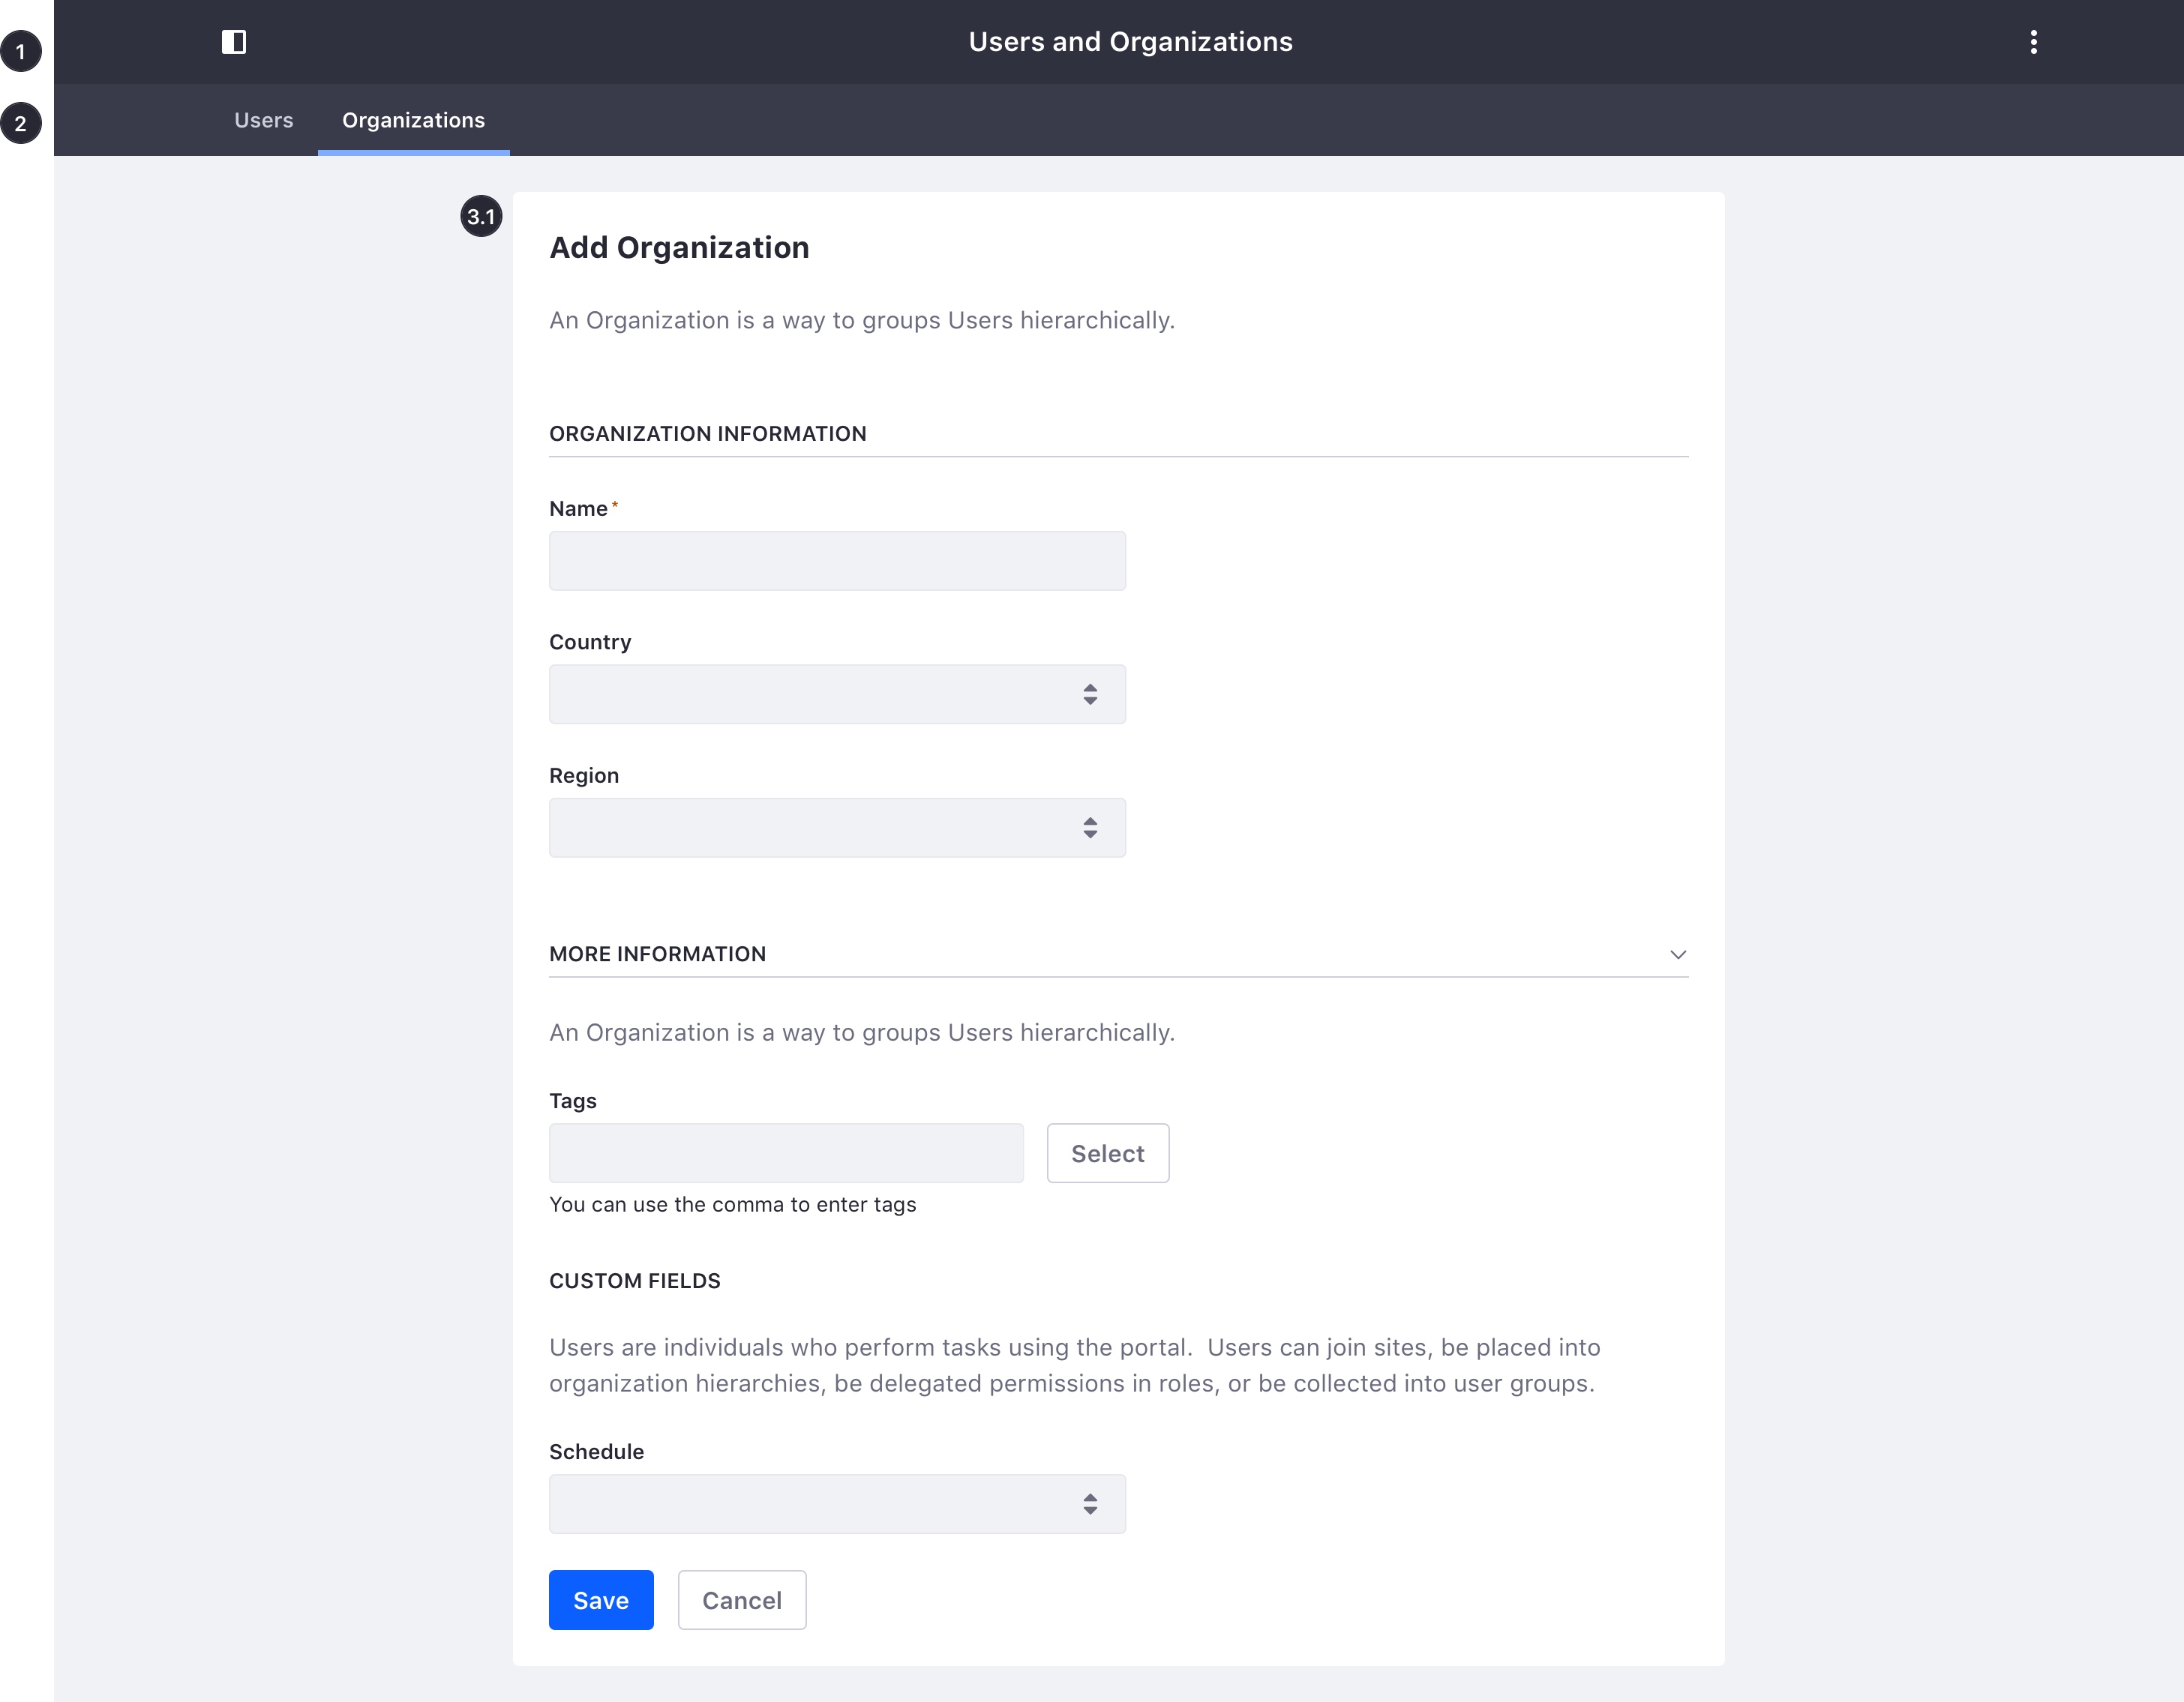 1
Users and Organizations
2
Users
Organizations
3.1
Add Organization
An Organization is a way to groups Users hierarchically.
ORGANIZATION INFORMATION
Name*
Country
Region
MORE INFORMATION
An Organization is a way to groups Users hierarchically.
Tags
Select
You can use the comma to enter tags
CUSTOM FIELDS
Users are individuals who perform tasks using the portal. Users can join sites, be placed into
organization hierarchies, be delegated permissions in roles, or be collected into user groups.
Schedule
Save
Cancel